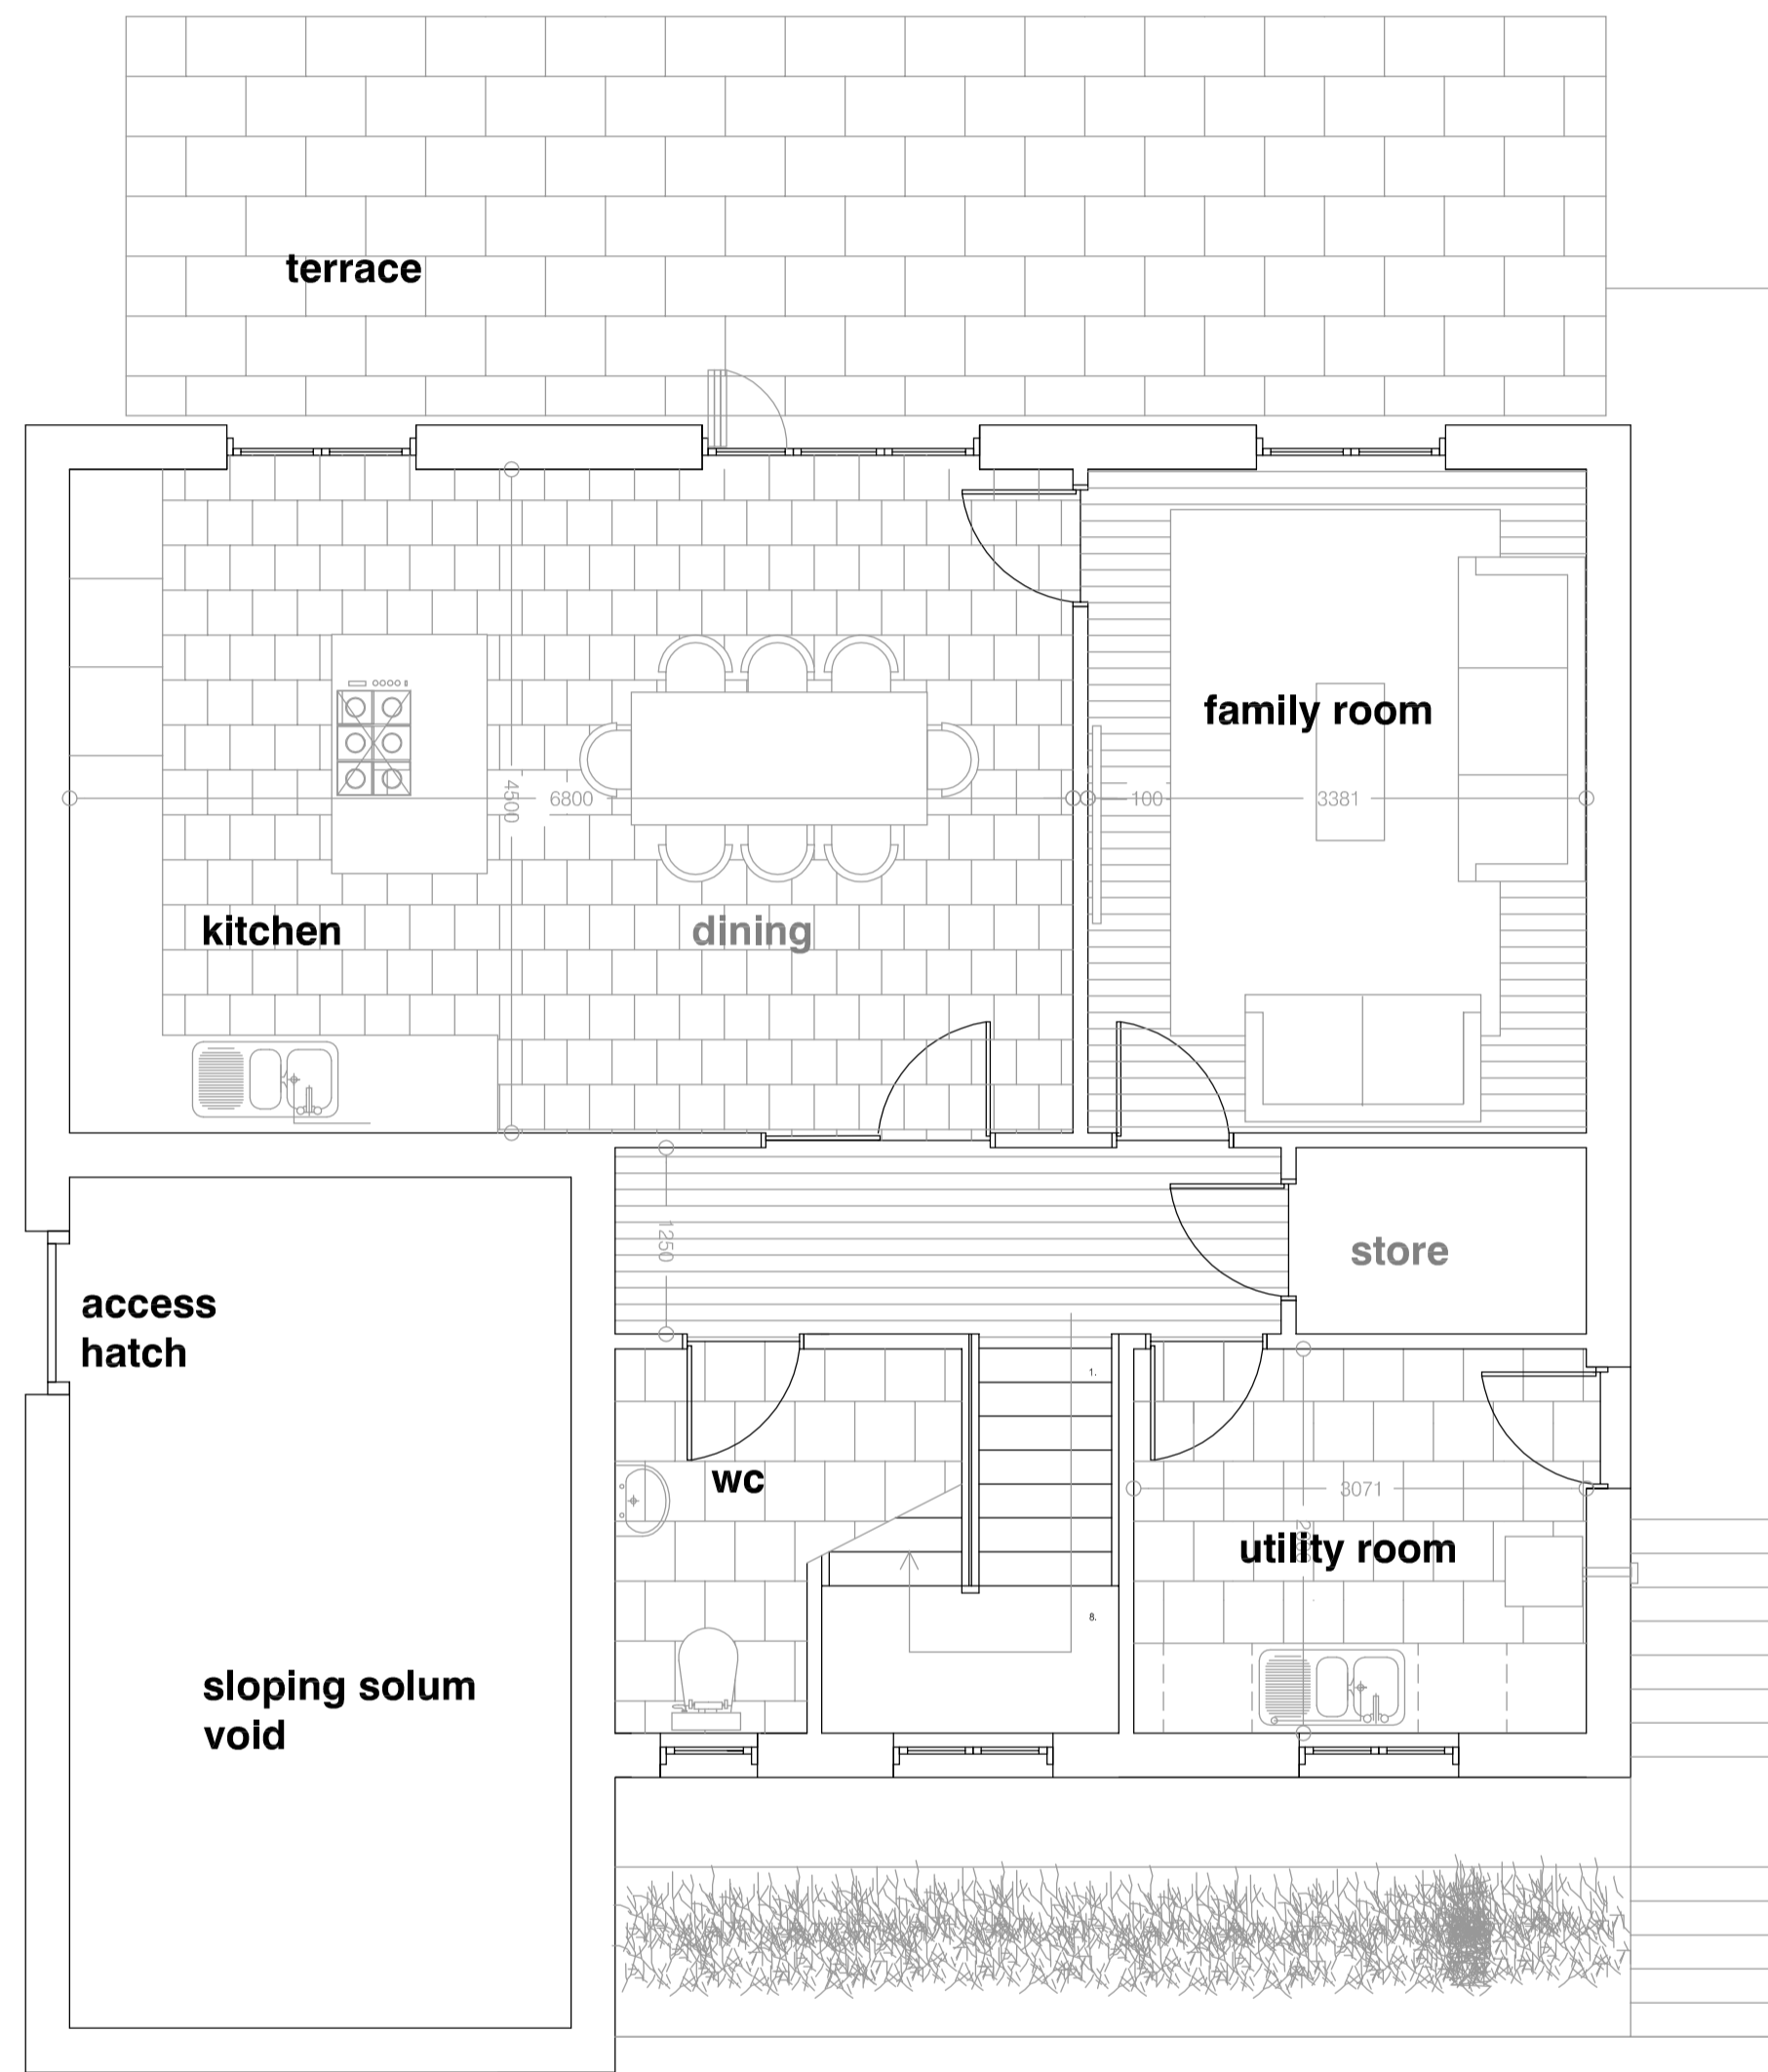 terrace
family room
4500
6800
100
3381
kitchen
dining
1250
store
access
hatch
1.
wc
3071
utility room
8.
sloping solum
void